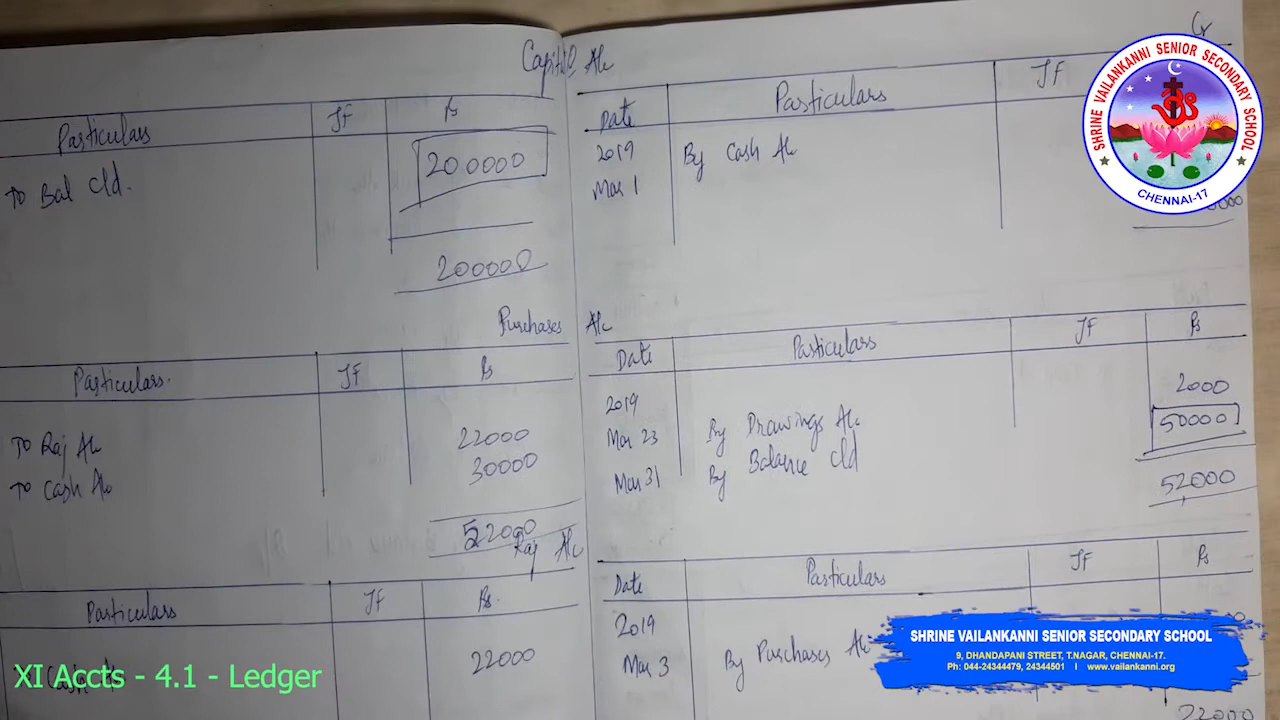 Capital A/c
Cr
Particulars JF Rs
To Bal c/d. 200000
200000
Date Particulars JF
2019
Mar 1 By Cash A/c
Purchases A/c
Particulars. JF Rs
To Raj A/c 22000
To Cash A/c 30000
52000
Date Particulars JF Rs
2019
Mar 23 By Drawings A/c 2000
Mar 31 By Balance c/d 50000
52000
Raj A/c
Particulars JF Rs.
22000
Date Particulars JF Rs
2019
Mar 3 By Purchases A/c
22000
SHRINE VAILANKANNI SENIOR SECONDARY SCHOOL
CHENNAI-17
XI Accts - 4.1 - Ledger
SHRINE VAILANKANNI SENIOR SECONDARY SCHOOL
9, DHANDAPANI STREET, T.NAGAR, CHENNAI-17.
Ph: 044-24344479, 24344501 I www.vailankanni.org